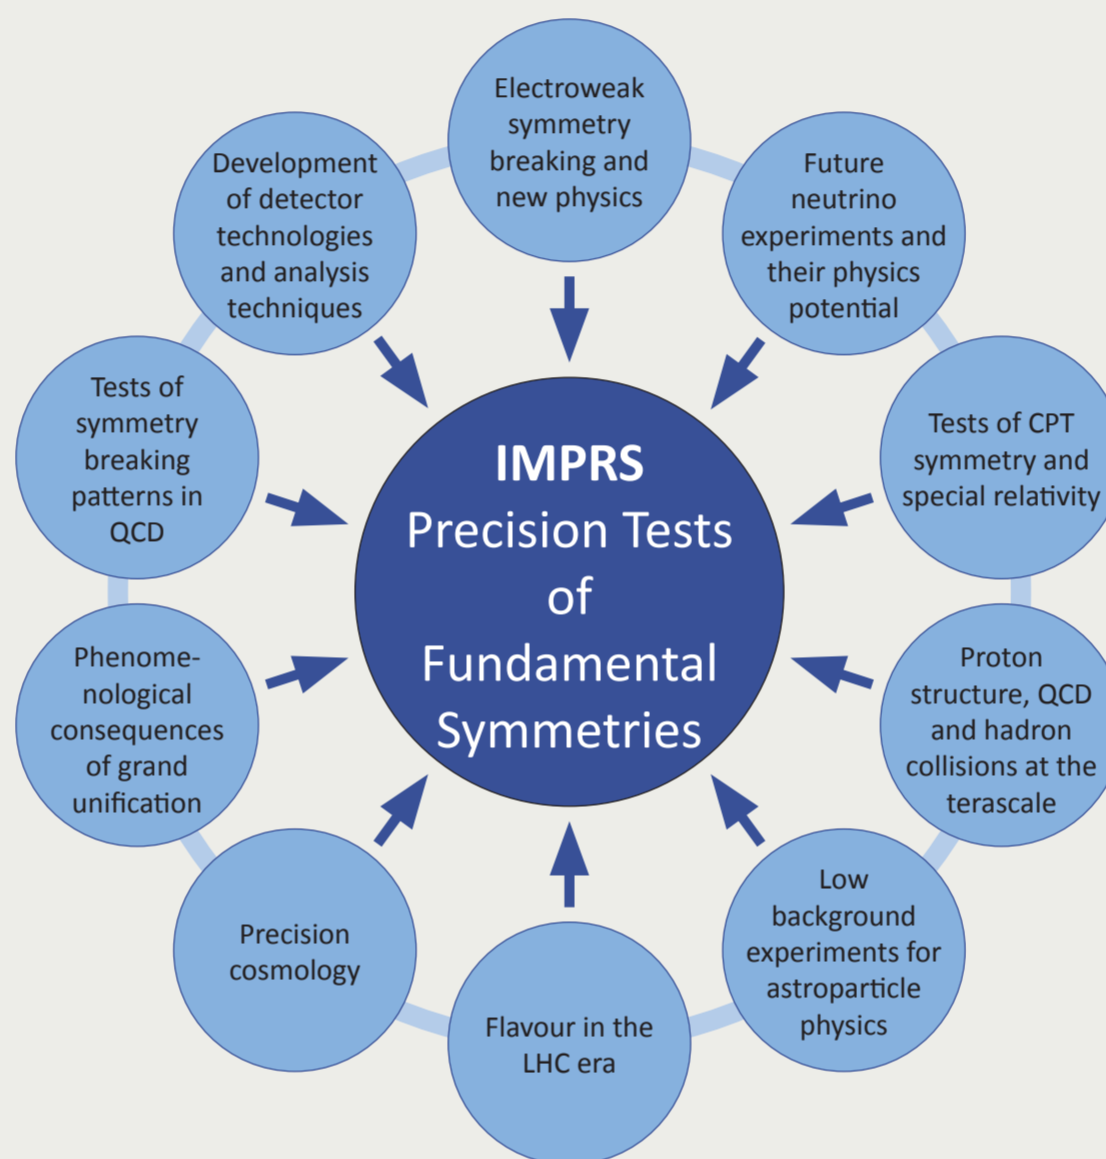 Electroweak
symmetry
breaking and
new physics
Future
neutrino
experiments and
their physics
potential
Tests of CPT
symmetry and
special relativity
Proton
structure, QCD
and hadron
collisions at the
terascale
Low
background
experiments for
astroparticle
physics
Flavour in the
LHC era
Precision
cosmology
Phenome-
nological
consequences
of grand
unification
Tests of
symmetry
breaking
patterns in
QCD
Development
of detector
technologies
and analysis
techniques
IMPRS
Precision Tests
of
Fundamental
Symmetries